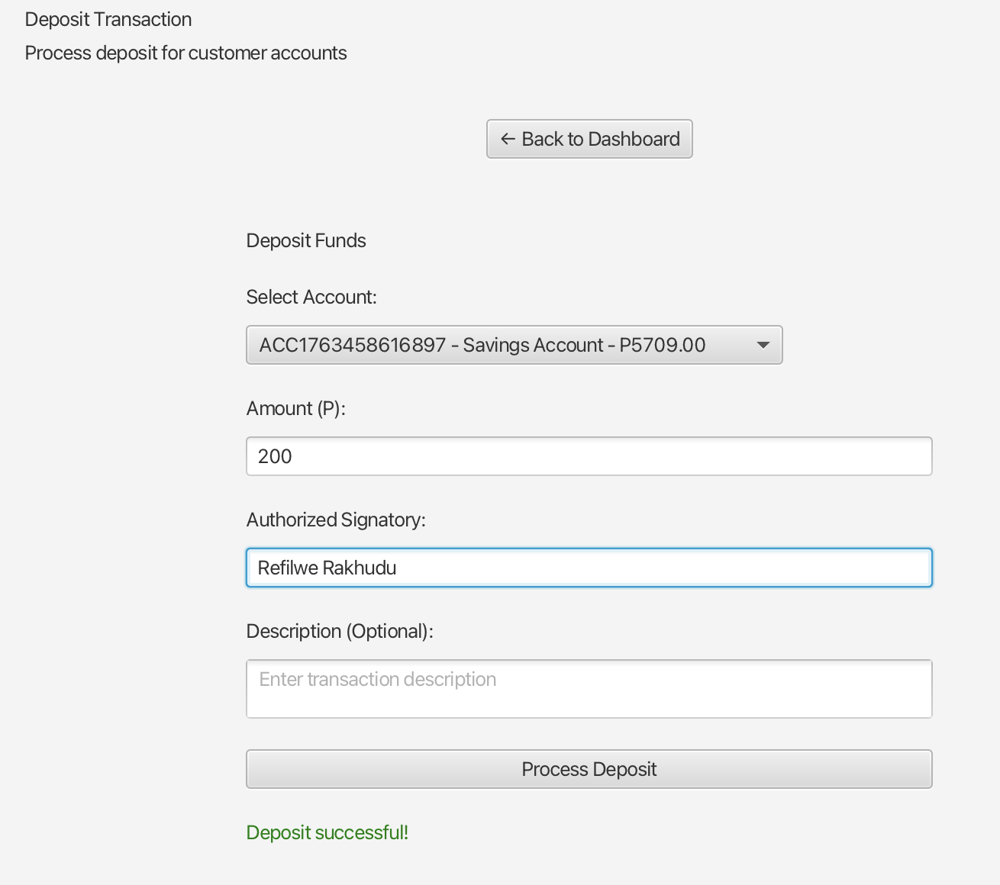 Deposit Transaction
Process deposit for customer accounts
← Back to Dashboard
Deposit Funds
Select Account:
ACC1763458616897 - Savings Account - P5709.00
Amount (P):
200
Authorized Signatory:
Refilwe Rakhudu
Description (Optional):
Enter transaction description
Process Deposit
Deposit successful!